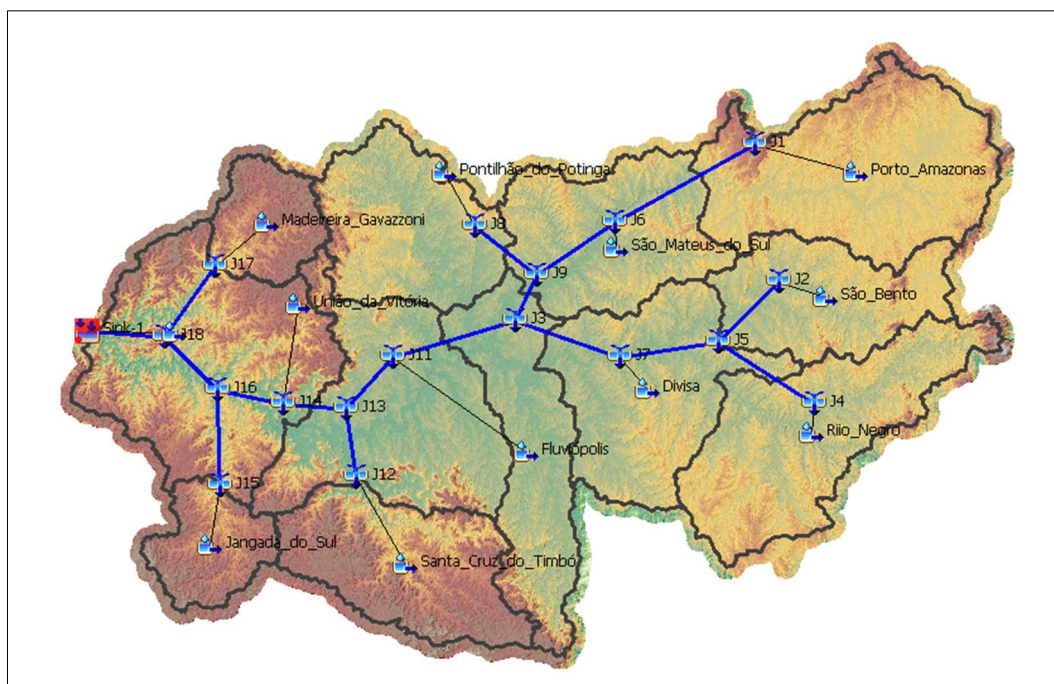 J1
Pontilhão_do_Potinga
Porto_Amazonas
Madeireira_Gavazzoni
J8
J6
São_Mateus_do_Sul
J17
J9
J2
São_Bento
União_da_Vitória
J3
Sink-1
J18
J5
J11
J7
Divisa
J16
J14
J13
J4
Riio_Negro
Fluviópolis
J12
J15
Jangada_do_Sul
Santa_Cruz_do_Timbó